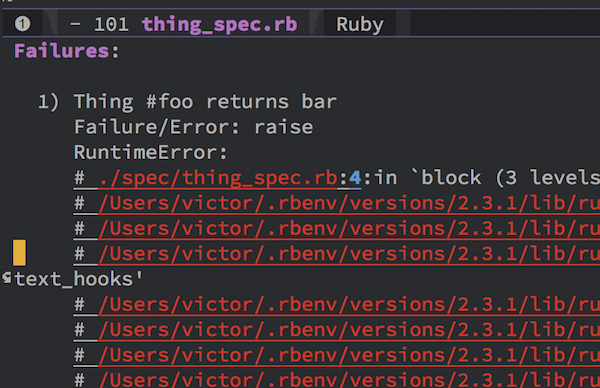 ❶ - 101 thing_spec.rb Ruby
Failures:
1) Thing #foo returns bar
Failure/Error: raise
RuntimeError:
# ./spec/thing_spec.rb:4:in `block (3 levels
# /Users/victor/.rbenv/versions/2.3.1/lib/ru
# /Users/victor/.rbenv/versions/2.3.1/lib/ru
# /Users/victor/.rbenv/versions/2.3.1/lib/ru
text_hooks'
# /Users/victor/.rbenv/versions/2.3.1/lib/ru
# /Users/victor/.rbenv/versions/2.3.1/lib/ru
# /Users/victor/.rbenv/versions/2.3.1/lib/ru
# /Users/victor/.rbenv/versions/2.3.1/lib/ru